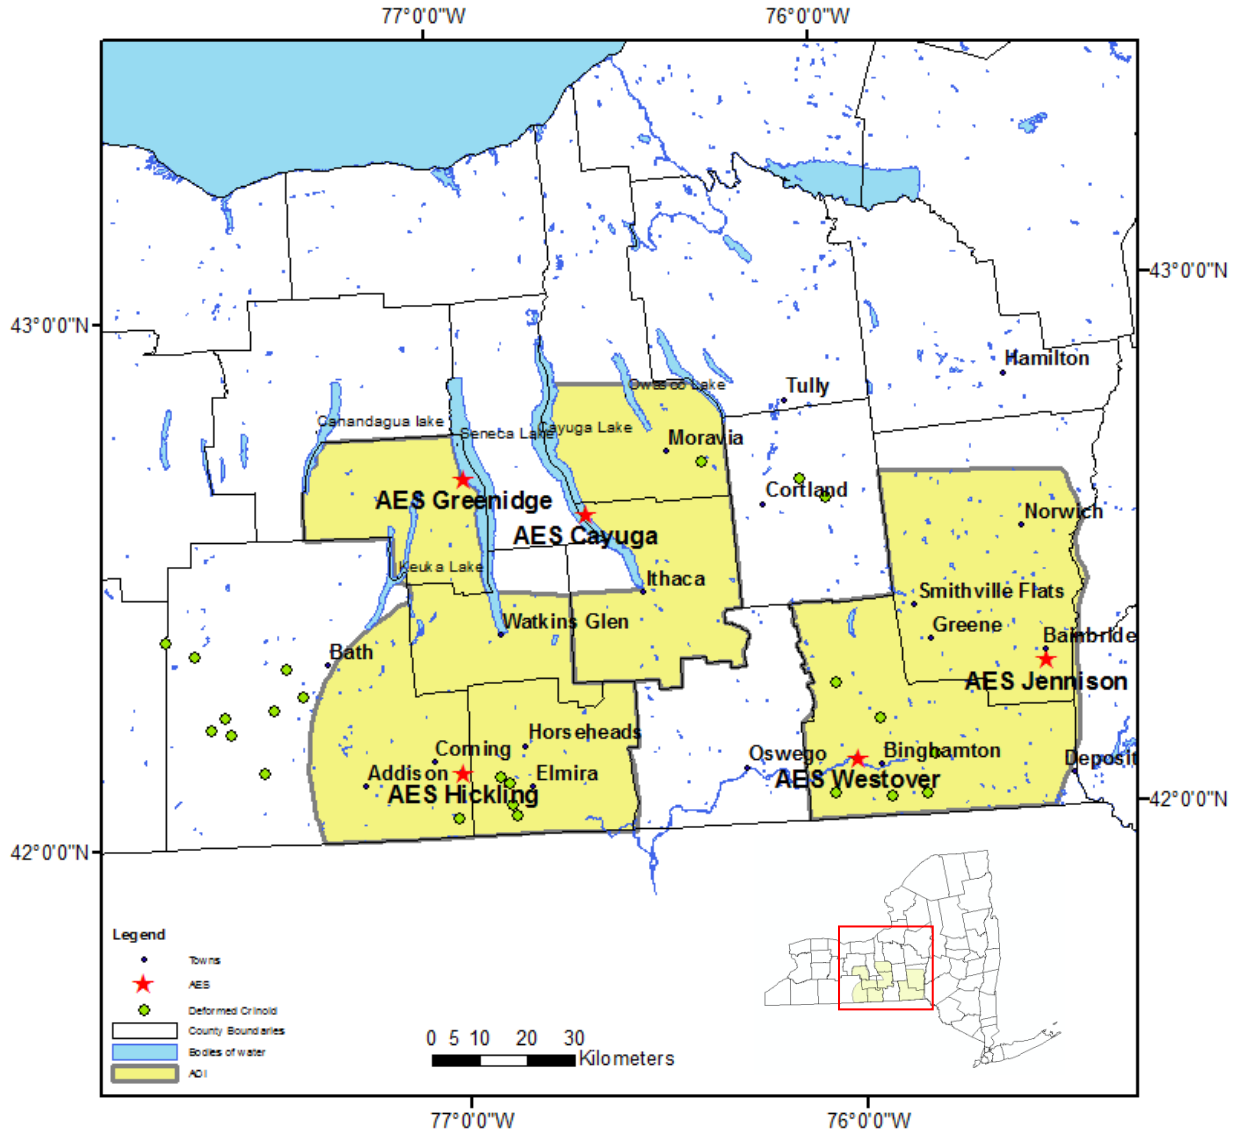 77°0'0"W
76°0'0"W
43°0'0"N
43°0'0"N
Hamilton
Owasco Lake
Tully
Canandagua lake
Seneca Lake
Cayuga Lake
Moravia
AES Greenidge
Cortland
Norwich
AES Cayuga
Keuka Lake
Ithaca
Smithville Flats
Watkins Glen
Greene
Bainbride
Bath
AES Jennison
Horseheads
Corning
Oswego
Binghamton
Deposit
Addison
Elmira
AES Westover
AES Hickling
42°0'0"N
42°0'0"N
Legend
Towns
AES
Deformed Crinoid
County Boundaries
Bodies of water
AOI
0 5 10 20 30
Kilometers
77°0'0"W
76°0'0"W